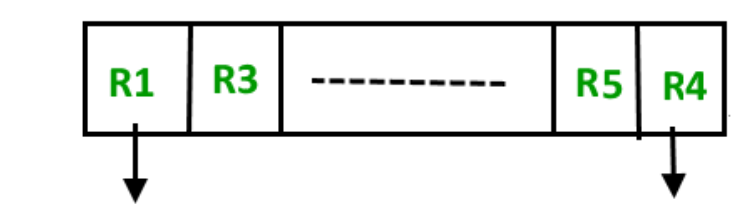 R1 R3 ---------- R5 R4